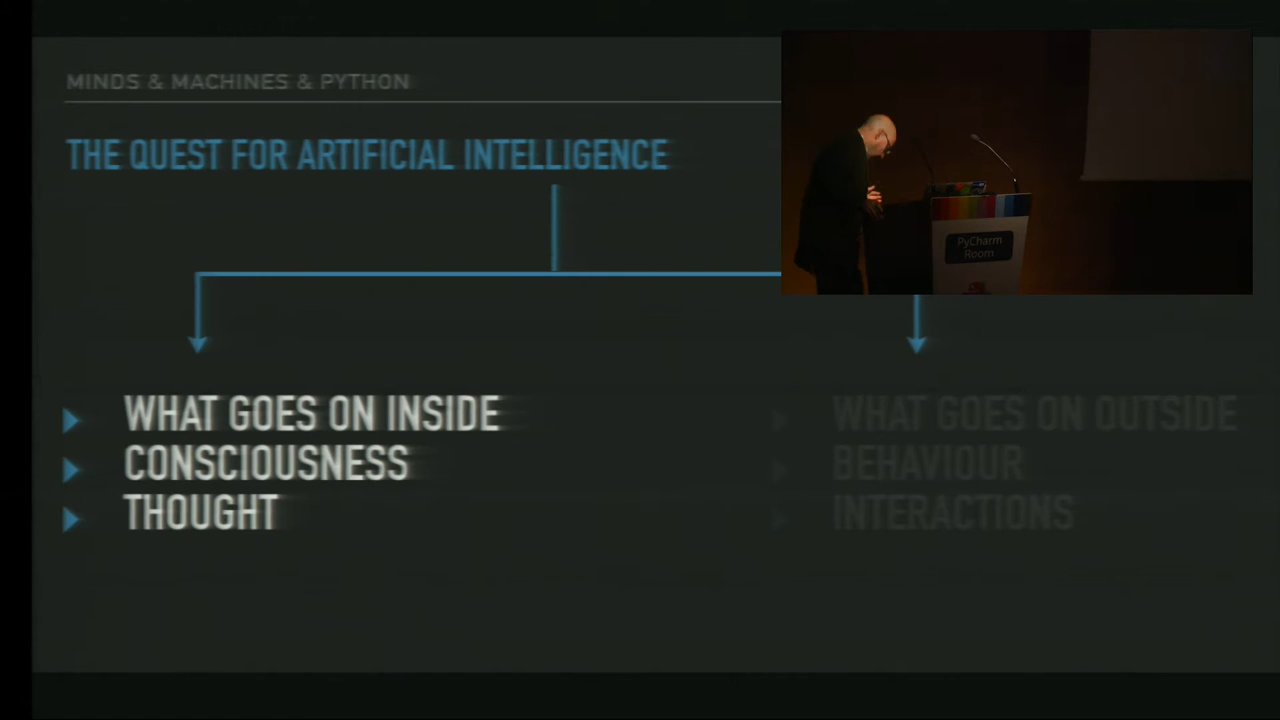 MINDS & MACHINES & PYTHON
THE QUEST FOR ARTIFICIAL INTELLIGENCE
WHAT GOES ON INSIDE
CONSCIOUSNESS
THOUGHT
WHAT GOES ON OUTSIDE
BEHAVIOUR
INTERACTIONS
PyCharm
Room